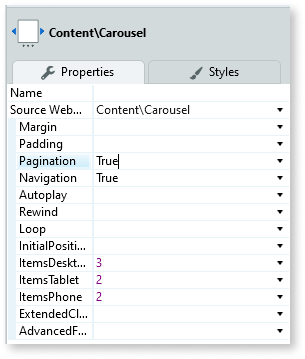 Content\Carousel
Properties
Styles
Name
Source Web... Content\Carousel
Margin
Padding
Pagination True
Navigation True
Autoplay
Rewind
Loop
InitialPositi...
ItemsDeskt... 3
ItemsTablet 2
ItemsPhone 2
ExtendedCl...
AdvancedF...